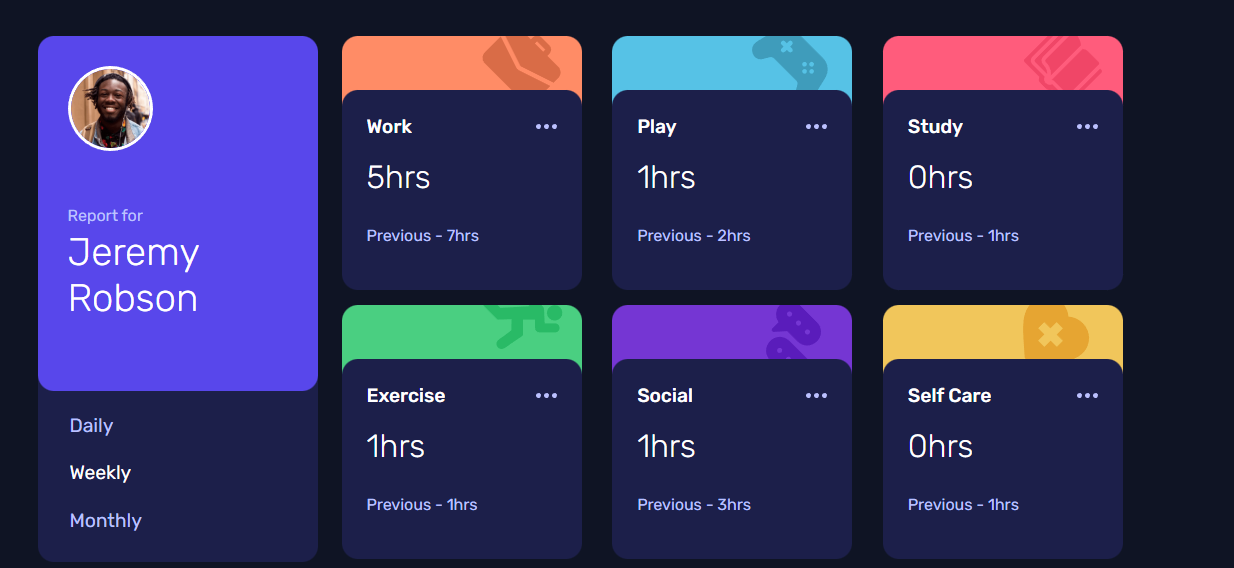 Report for
Jeremy
Robson
Daily
Weekly
Monthly
Work
5hrs
Previous - 7hrs
Play
1hrs
Previous - 2hrs
Study
0hrs
Previous - 1hrs
Exercise
1hrs
Previous - 1hrs
Social
1hrs
Previous - 3hrs
Self Care
0hrs
Previous - 1hrs